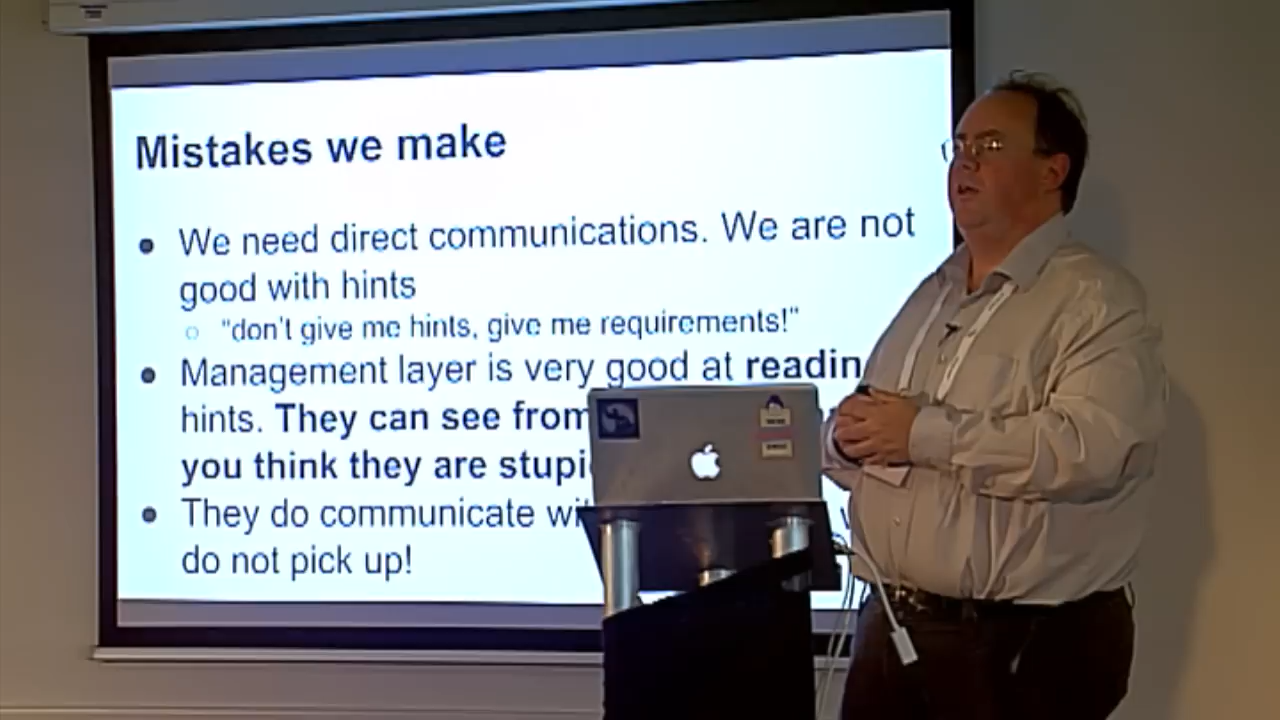 Mistakes we make
We need direct communications. We are not
good with hints
"don't give me hints, give me requirements!"
Management layer is very good at readin
hints. They can see from
you think they are stupi
They do communicate wi
do not pick up!